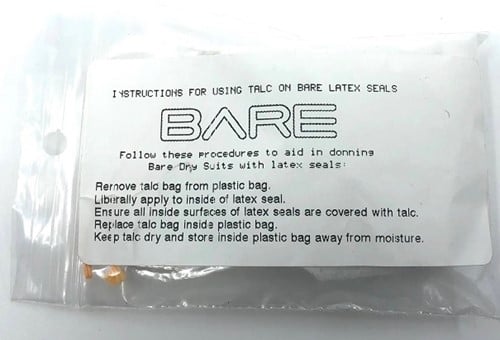 INSTRUCTIONS FOR USING TALC ON BARE LATEX SEALS
BARE
Follow these procedures to aid in donning
Bare Dry Suits with latex seals:
Remove talc bag from plastic bag.
Liberally apply to inside of latex seal.
Ensure all inside surfaces of latex seals are covered with talc.
Replace talc bag inside plastic bag.
Keep talc dry and store inside plastic bag away from moisture.